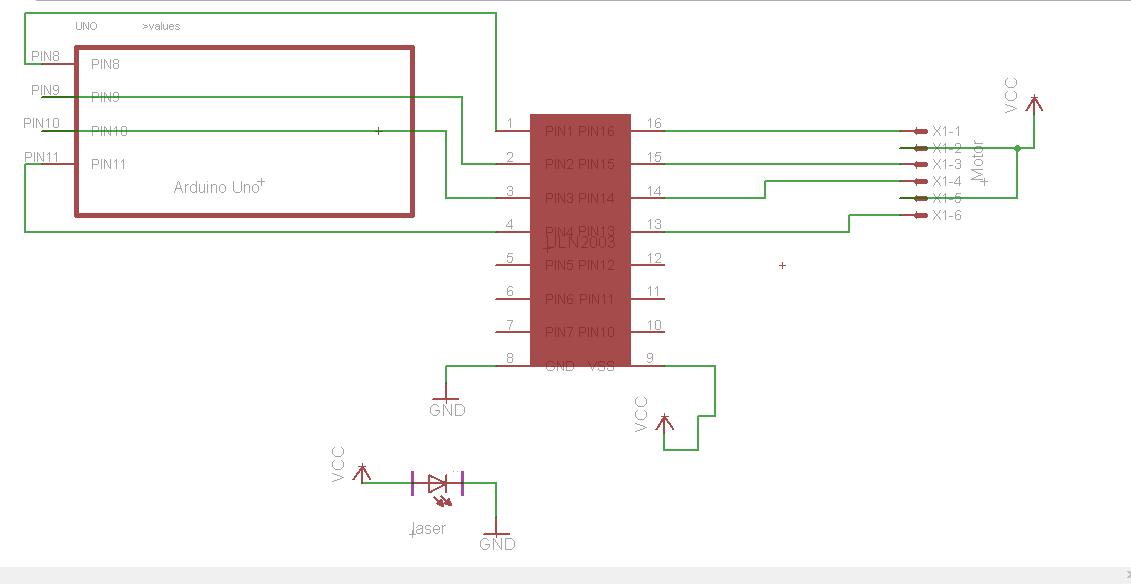 UNO >values
PIN8
PIN8
PIN9
PIN9
PIN10
PIN10
PIN11
PIN11
Arduino Uno
1 PIN1 PIN16 16
2 PIN2 PIN15 15
3 PIN3 PIN14 14
4 PIN4 PIN13 13
ULN2003
5 PIN5 PIN12 12
6 PIN6 PIN11 11
7 PIN7 PIN10 10
8 GND VSS 9
VCC
X1-1
X1-2
X1-3
X1-4
X1-5
X1-6
Motor
GND
VCC
VCC
laser
GND